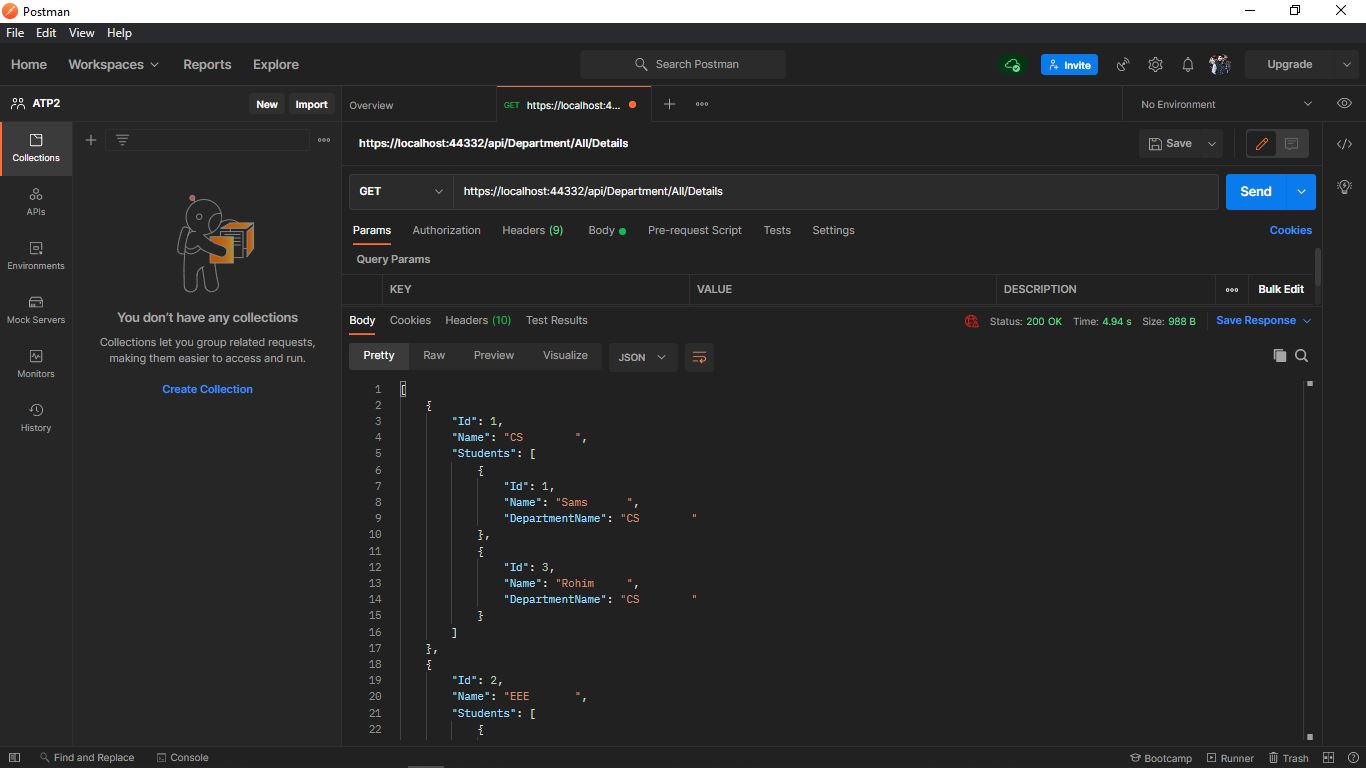 Postman
File Edit View Help
Home Workspaces Reports Explore Search Postman Invite Upgrade
ATP2 New Import Overview GET https://localhost:4... No Environment
Collections
APIs
Environments
Mock Servers
Monitors
History
You don't have any collections
Collections let you group related requests,
making them easier to access and run.
Create Collection
https://localhost:44332/api/Department/All/Details Save
GET https://localhost:44332/api/Department/All/Details Send
Params Authorization Headers (9) Body Pre-request Script Tests Settings Cookies
Query Params
KEY VALUE DESCRIPTION Bulk Edit
Body Cookies Headers (10) Test Results Status: 200 OK Time: 4.94 s Size: 988 B Save Response
Pretty Raw Preview Visualize JSON
1 [
2 {
3 "Id": 1,
4 "Name": "CS        ",
5 "Students": [
6 {
7 "Id": 1,
8 "Name": "Sams      ",
9 "DepartmentName": "CS        "
10 },
11 {
12 "Id": 3,
13 "Name": "Rohim     ",
14 "DepartmentName": "CS        "
15 }
16 ]
17 },
18 {
19 "Id": 2,
20 "Name": "EEE       ",
21 "Students": [
22 {
Find and Replace Console Bootcamp Runner Trash